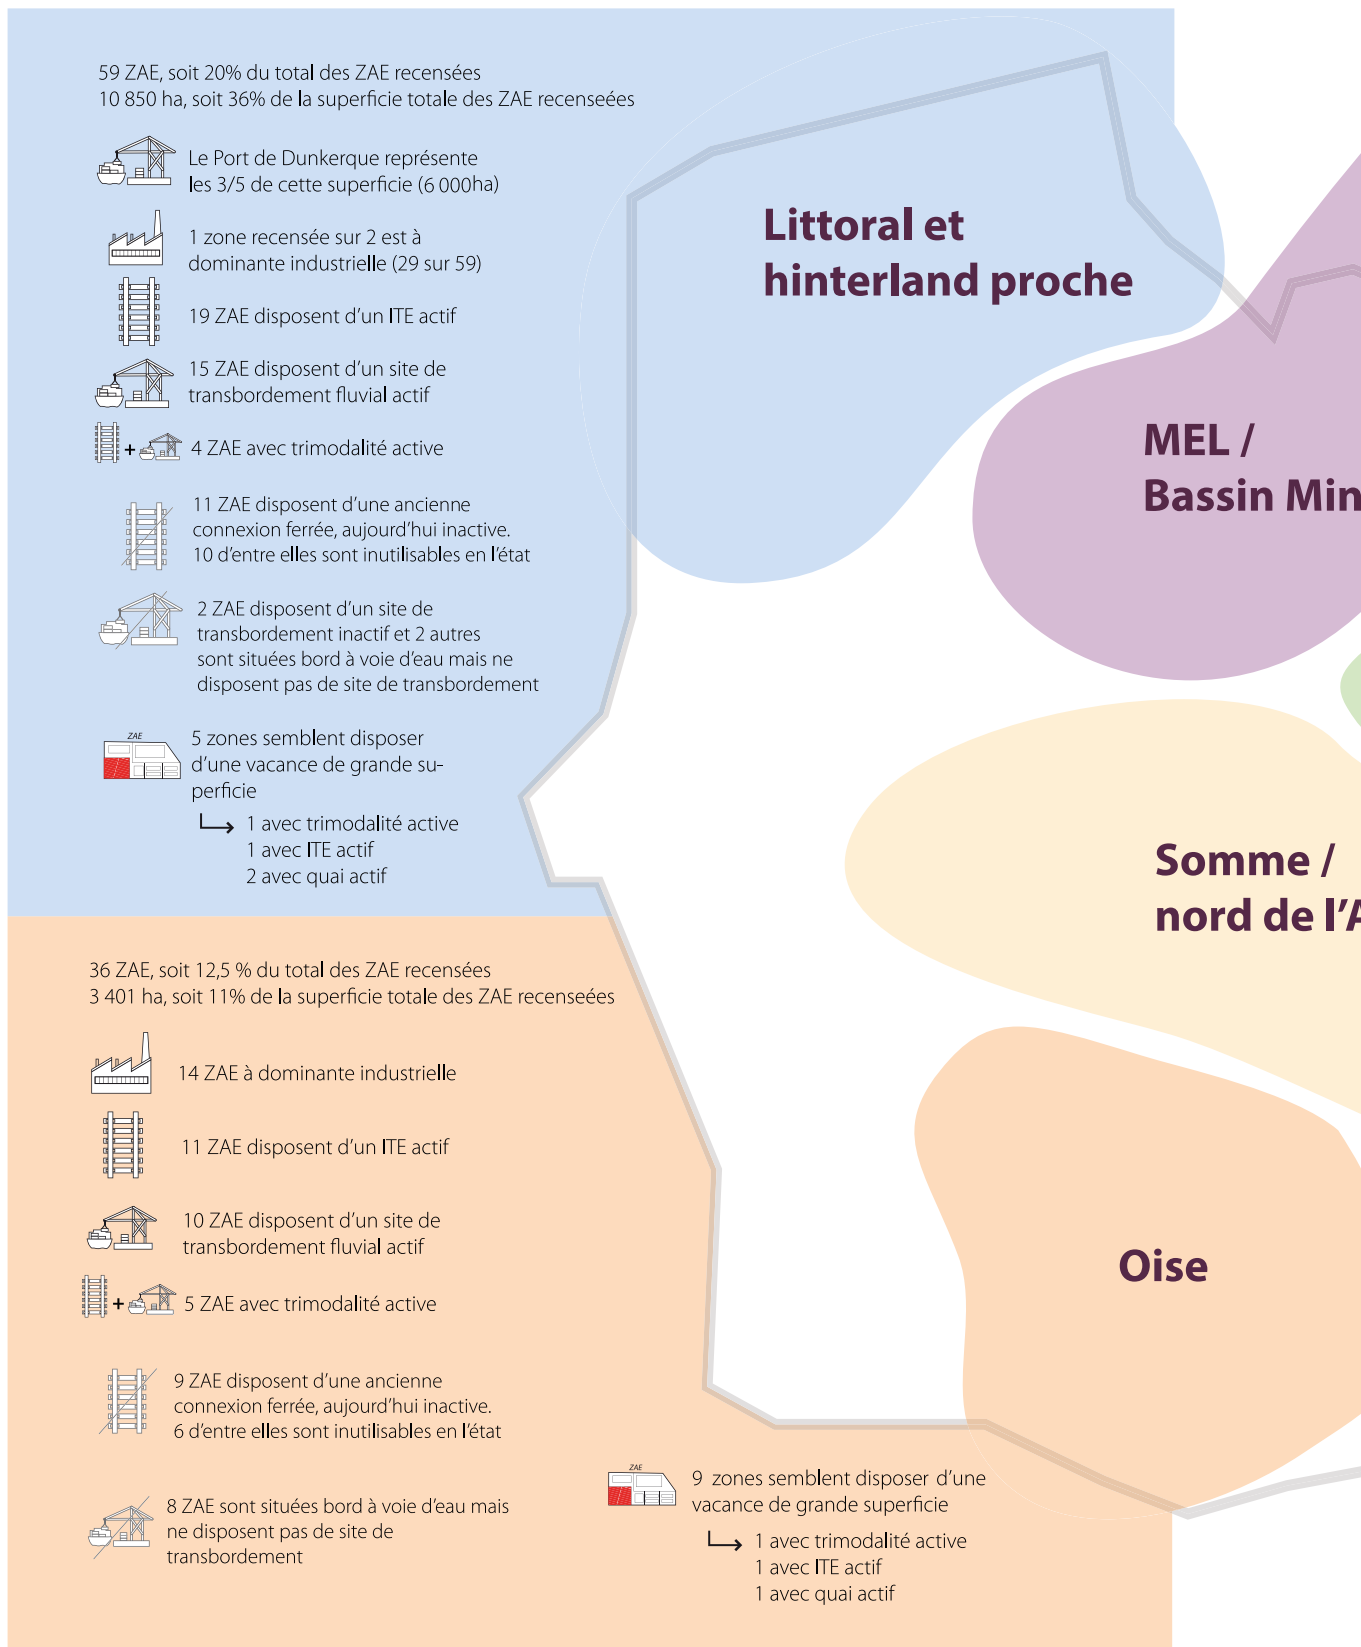 59 ZAE, soit 20% du total des ZAE recensées
10 850 ha, soit 36% de la superficie totale des ZAE recenseées
Le Port de Dunkerque représente
les 3/5 de cette superficie (6 000ha)
1 zone recensée sur 2 est à
dominante industrielle (29 sur 59)
19 ZAE disposent d'un ITE actif
15 ZAE disposent d'un site de
transbordement fluvial actif
+ 4 ZAE avec trimodalité active
11 ZAE disposent d'une ancienne
connexion ferrée, aujourd'hui inactive.
10 d'entre elles sont inutilisables en l'état
2 ZAE disposent d'un site de
transbordement inactif et 2 autres
sont situées bord à voie d'eau mais ne
disposent pas de site de transbordement
ZAE
5 zones semblent disposer
d'une vacance de grande su-
perficie
1 avec trimodalité active
1 avec ITE actif
2 avec quai actif
Littoral et
hinterland proche
MEL /
Bassin Min
Somme /
nord de l'A
Oise
36 ZAE, soit 12,5 % du total des ZAE recensées
3 401 ha, soit 11% de la superficie totale des ZAE recenseées
14 ZAE à dominante industrielle
11 ZAE disposent d'un ITE actif
10 ZAE disposent d'un site de
transbordement fluvial actif
+ 5 ZAE avec trimodalité active
9 ZAE disposent d'une ancienne
connexion ferrée, aujourd'hui inactive.
6 d'entre elles sont inutilisables en l'état
8 ZAE sont situées bord à voie d'eau mais
ne disposent pas de site de
transbordement
ZAE
9 zones semblent disposer d'une
vacance de grande superficie
1 avec trimodalité active
1 avec ITE actif
1 avec quai actif